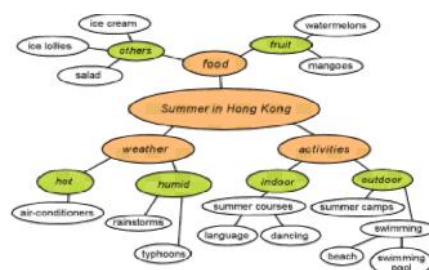 ice cream
watermelons
ice lollies
others
fruit
salad
food
mangoes
Summer in Hong Kong
weather
activities
hot
humid
indoor
outdoor
air-conditioners
summer courses
summer camps
rainstorms
swimming
language
dancing
typhoons
beach
swimming
pool